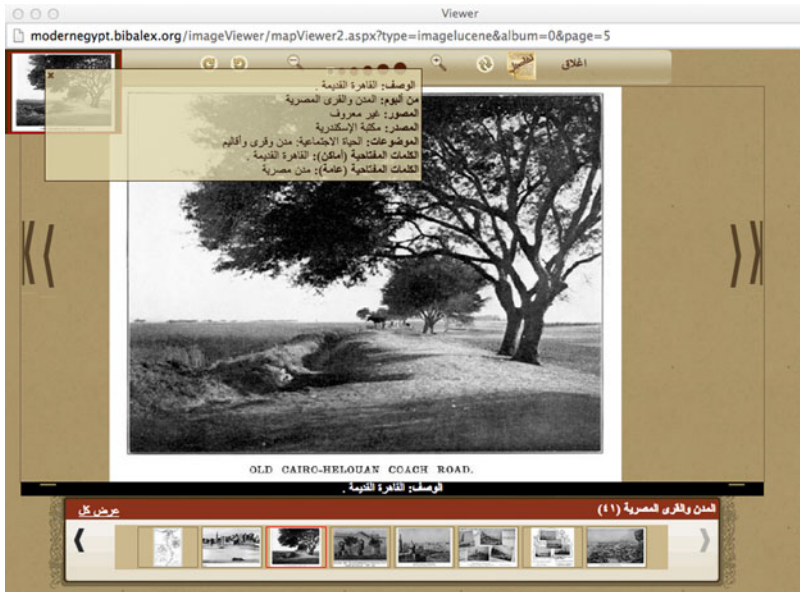 Viewer
modernegypt.bibalex.org/imageViewer/mapViewer2.aspx?type=imagelucene&album=0&page=5
اغلاق
الوصف: القاهرة القديمة .
من ألبوم: المدن والقرى المصرية
المصور: غير معروف
المصدر: مكتبة الإسكندرية
الموضوعات: الحياة الاجتماعية: مدن وقرى وأقاليم
الكلمات المفتاحية (أماكن): القاهرة القديمة .
الكلمات المفتاحية (عامة): مدن مصرية
OLD CAIRO-HELOUAN COACH ROAD.
الوصف: القاهرة القديمة .
المدن والقرى المصرية (٤١)
عرض كل